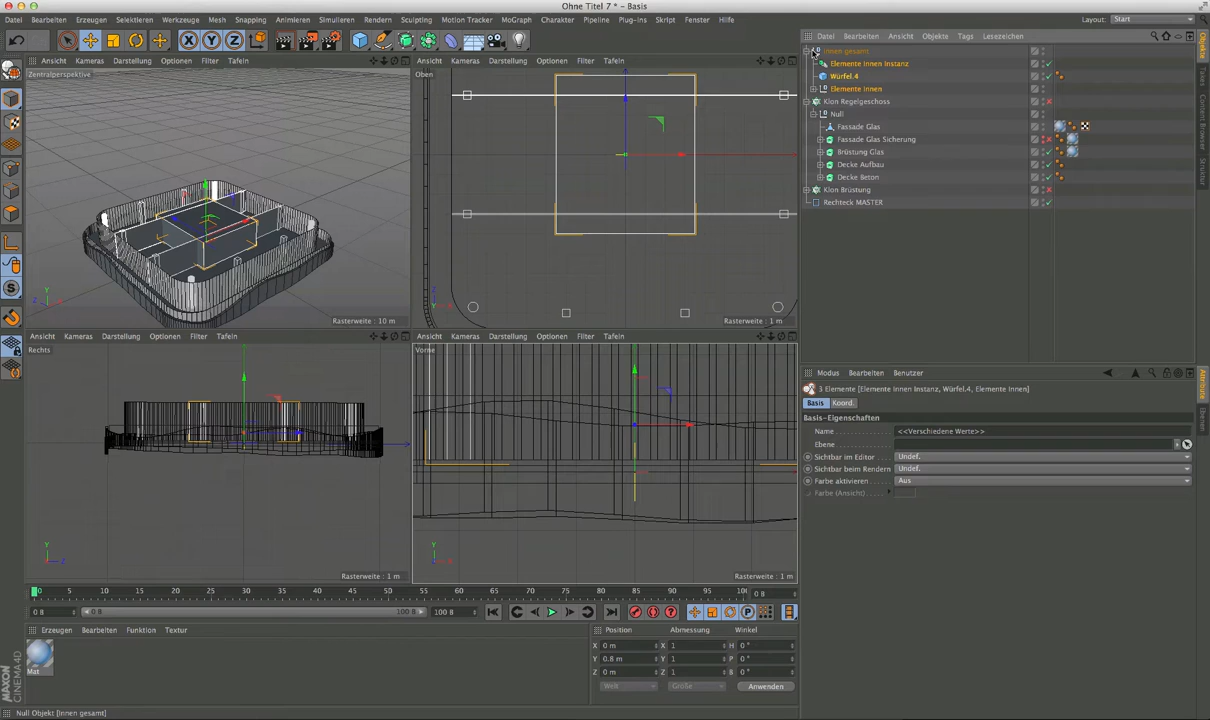 Ohne Titel 7 * - Basis
Datei Bearbeiten Erzeugen Selektieren Werkzeuge Mesh Snapping Animieren Simulieren Rendern Sculpting Motion Tracker MoGraph Charakter Pipeline Plug-ins Skript Fenster Hilfe
Layout: Start
Ansicht Kameras Darstellung Optionen Filter Tafeln
Zentralperspektive
Rasterweite : 10 m
Ansicht Kameras Darstellung Optionen Filter Tafeln
Oben
Rasterweite : 1 m
Ansicht Kameras Darstellung Optionen Filter Tafeln
Rechts
Rasterweite : 1 m
Ansicht Kameras Darstellung Optionen Filter Tafeln
Vorne
Rasterweite : 1 m
Datei Bearbeiten Ansicht Objekte Tags Lesezeichen
Innen gesamt
Elemente Innen Instanz
Würfel.4
Elemente Innen
Klon Regelgeschoss
Null
Fassade Glas
Fassade Glas Sicherung
Brüstung Glas
Decke Aufbau
Decke Beton
Klon Brüstung
Rechteck MASTER
Objekte
Content Browser
Struktur
Modus Bearbeiten Benutzer
3 Elemente [Elemente Innen Instanz, Würfel.4, Elemente Innen]
Basis Koord.
Basis-Eigenschaften
Name <<Verschiedene Werte>>
Ebene
Sichtbar im Editor Undef.
Sichtbar beim Rendern Undef.
Farbe aktivieren Aus
Farbe (Ansicht)
Attribute
Ebenen
0 5 10 15 20 25 30 35 40 45 50 55 60 65 70 75 80 85 90 95 100
0 B
0 B 0 B 100 B 100 B
Erzeugen Bearbeiten Funktion Textur
Mat
Position Abmessung Winkel
X 0 m X 1 H 0 °
Y 0.8 m Y 1 P 0 °
Z 0 m Z 1 B 0 °
Welt Größe Anwenden
MAXON CINEMA 4D
Null Objekt [Innen gesamt]